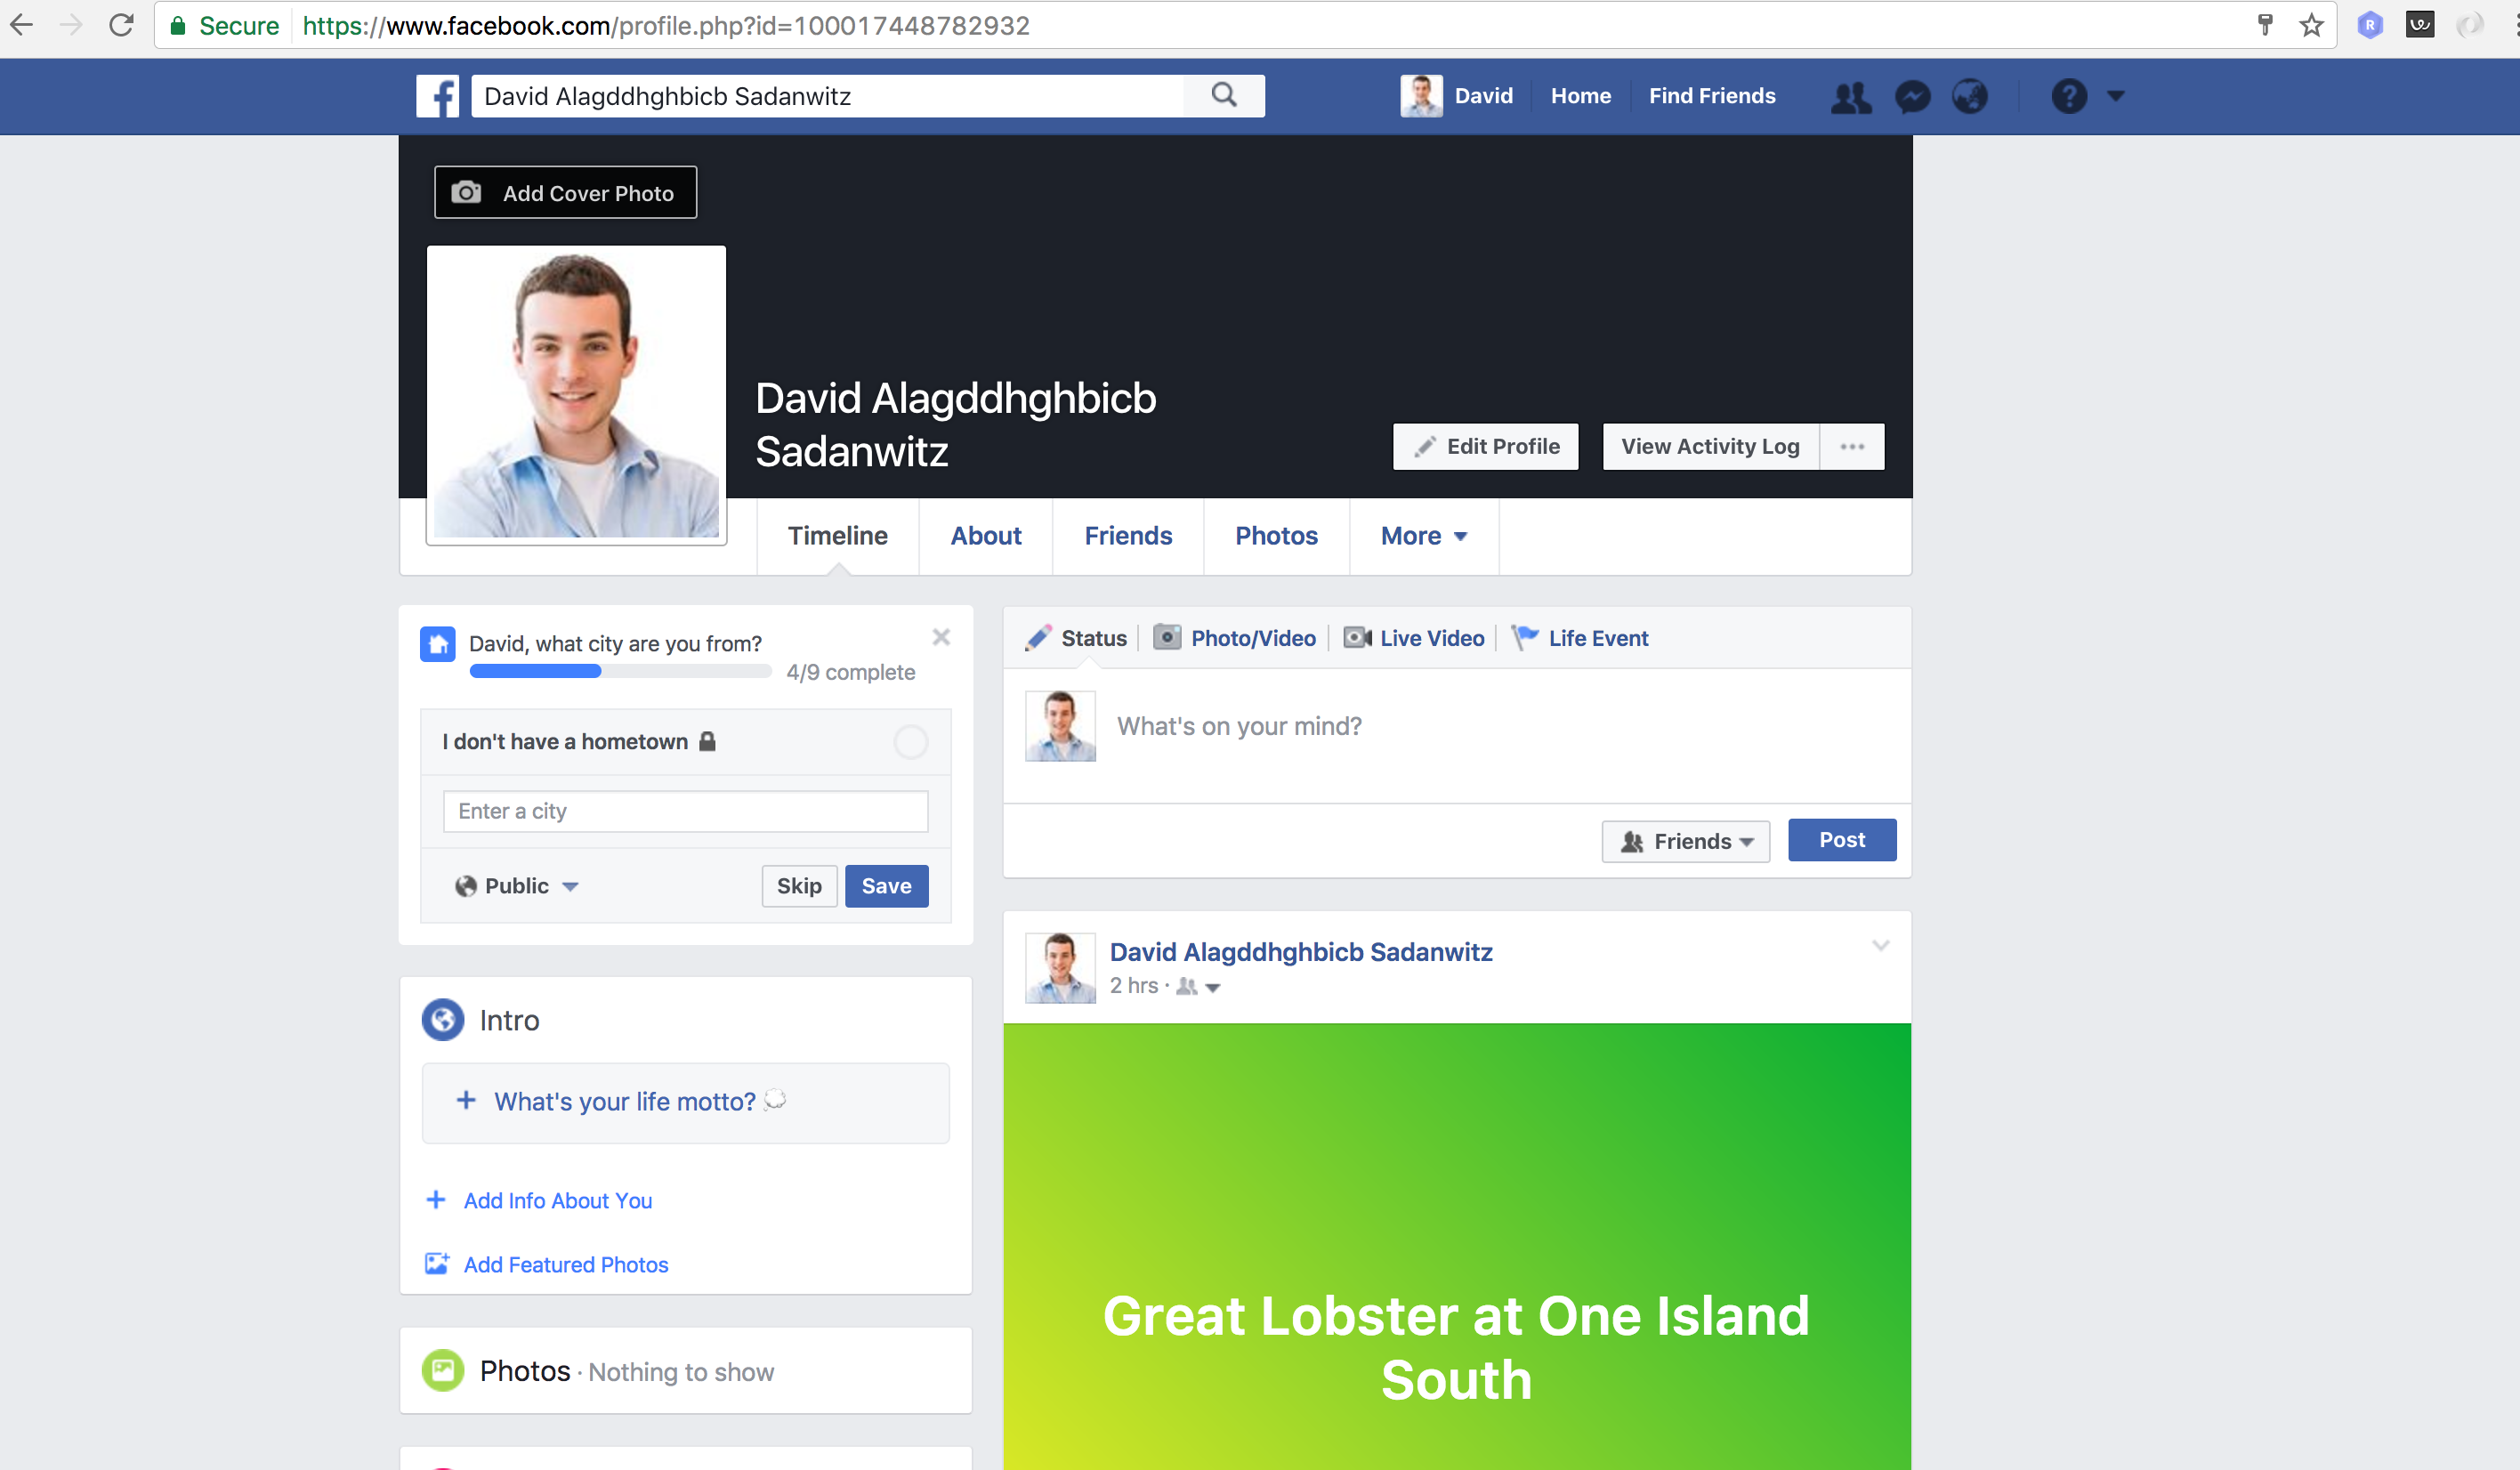 Secure https://www.facebook.com/profile.php?id=100017448782932
David Alagddhghbicb Sadanwitz
David Home Find Friends
Add Cover Photo
David Alagddhghbicb
Sadanwitz
Edit Profile View Activity Log
Timeline About Friends Photos More
David, what city are you from?
4/9 complete
I don't have a hometown
Enter a city
Public Skip Save
Intro
+ What's your life motto?
+ Add Info About You
Add Featured Photos
Photos · Nothing to show
Status Photo/Video Live Video Life Event
What's on your mind?
Friends Post
David Alagddhghbicb Sadanwitz
2 hrs ·
Great Lobster at One Island
South